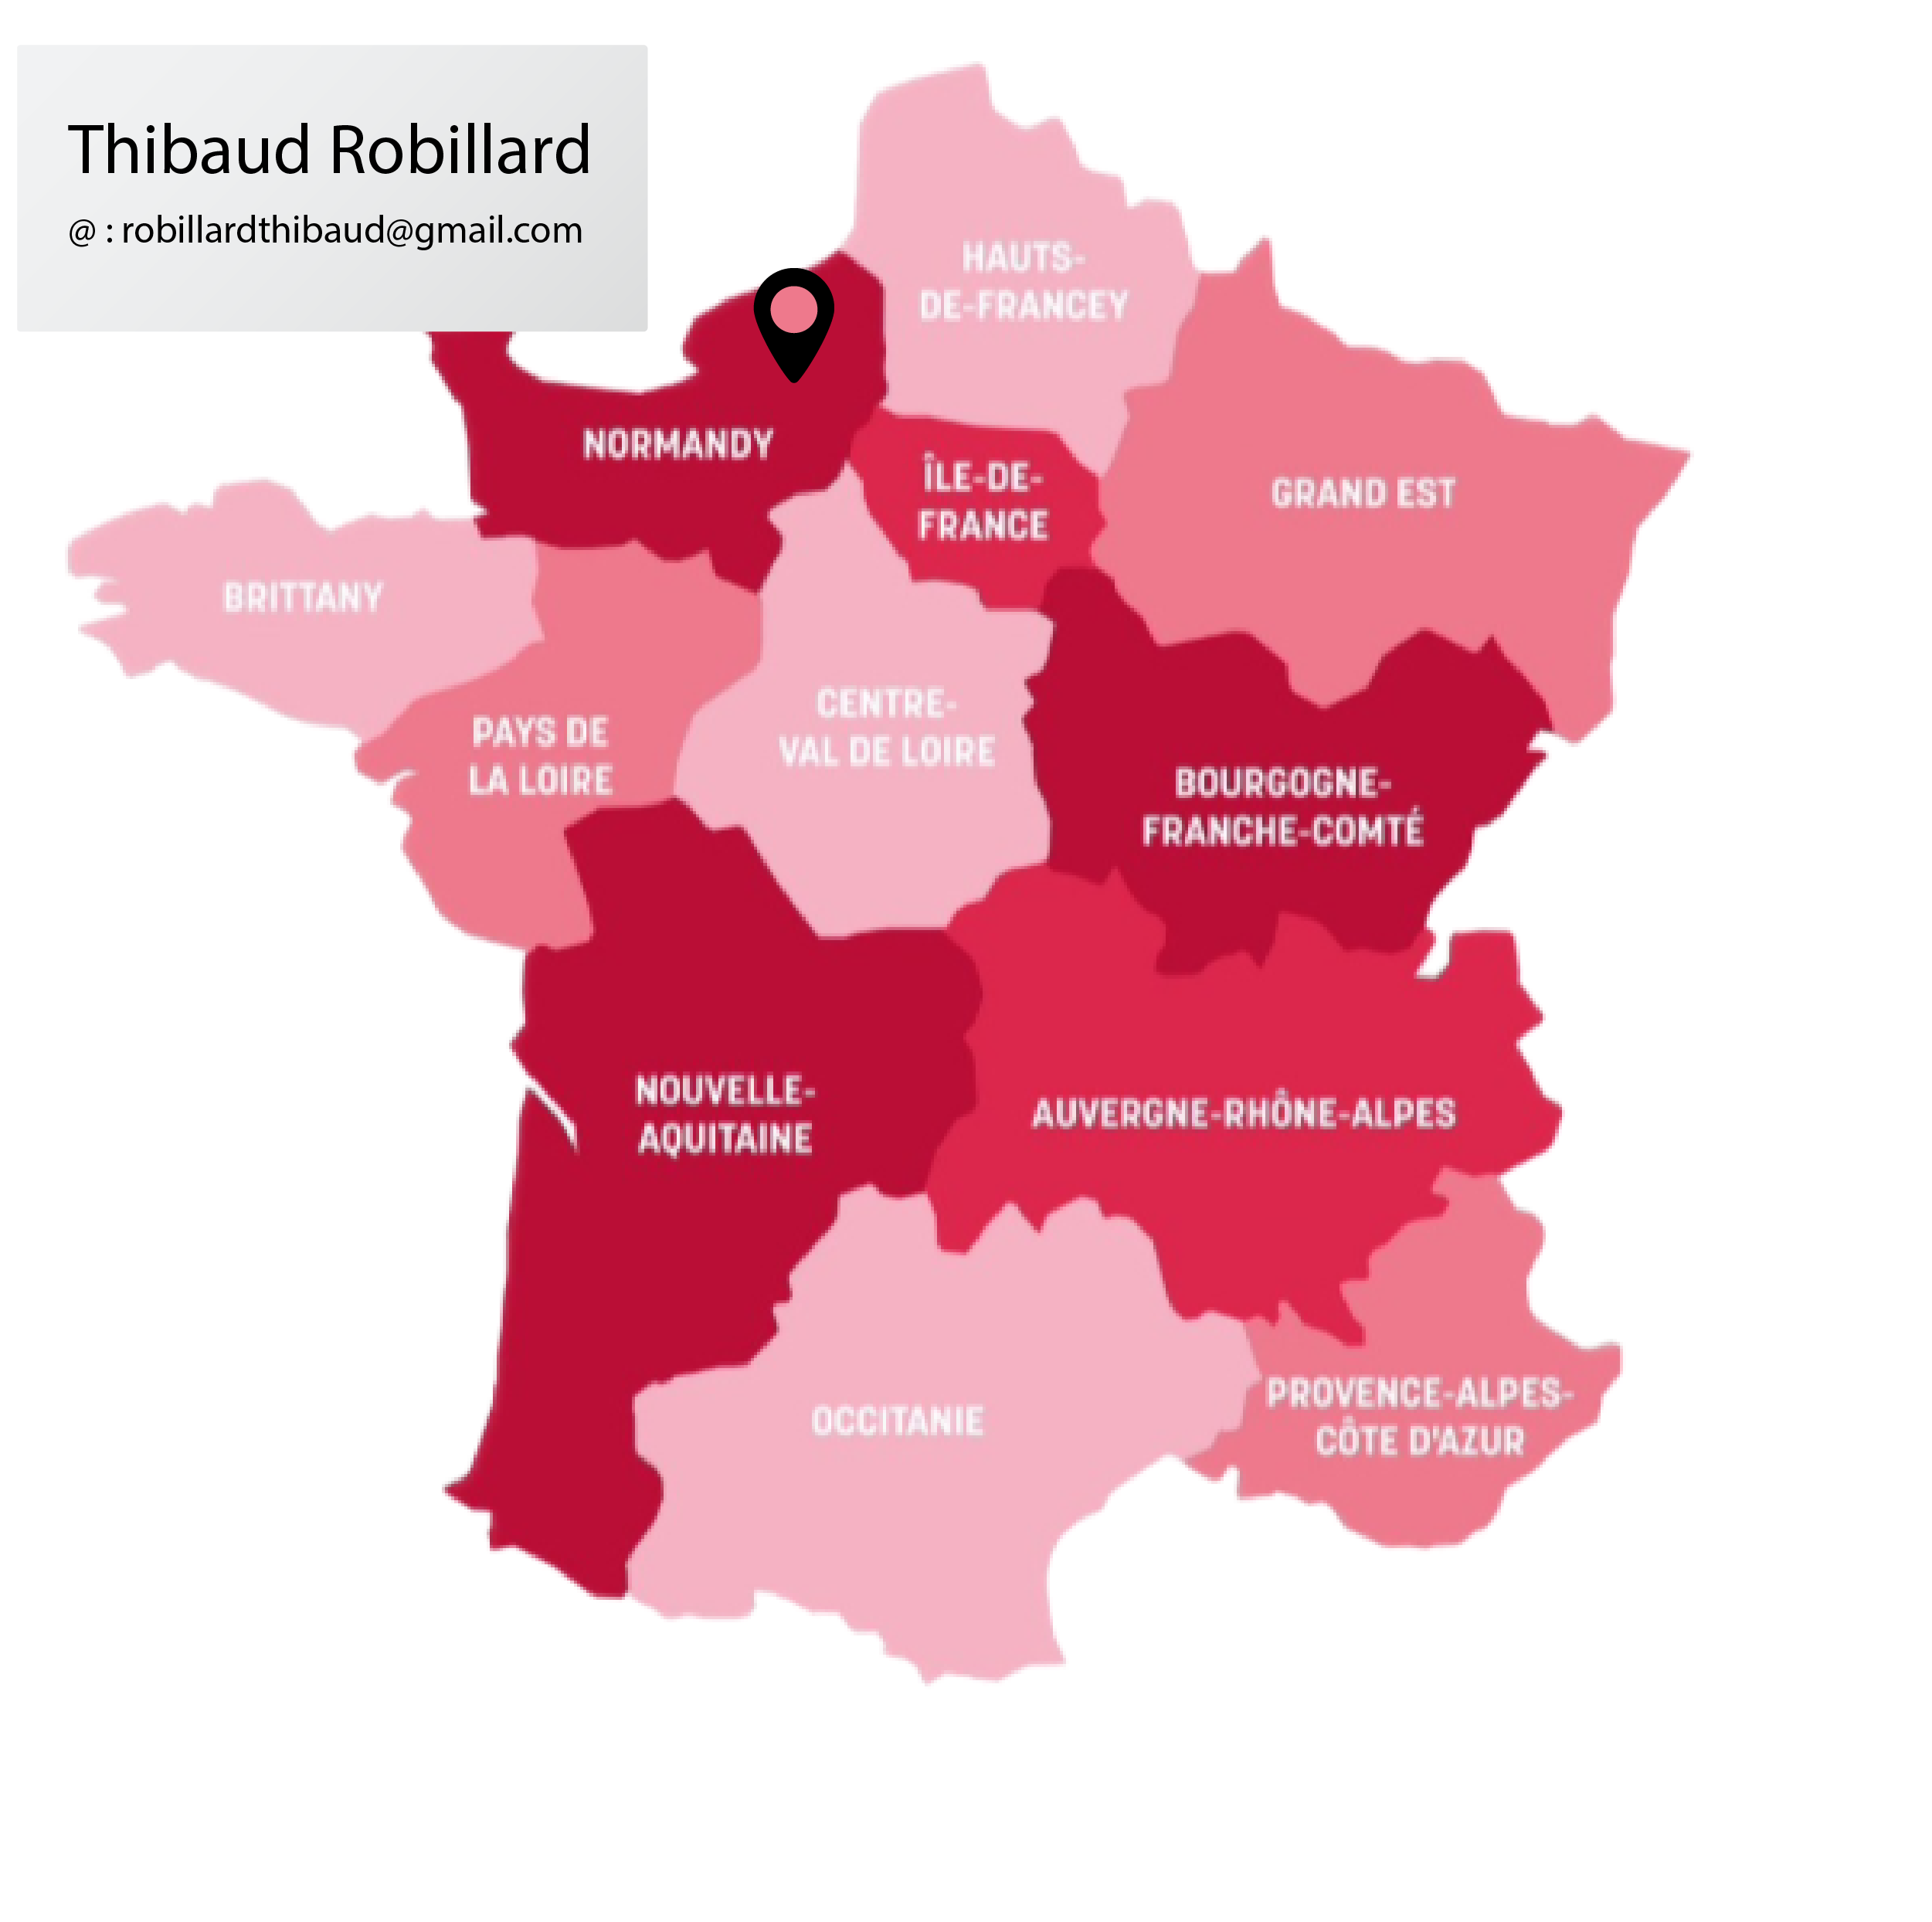 Thibaud Robillard
@ : robillardthibaud@gmail.com
HAUTS-
DE-FRANCEY
NORMANDY
ÎLE-DE-
FRANCE
GRAND EST
BRITTANY
PAYS DE
LA LOIRE
CENTRE-
VAL DE LOIRE
BOURGOGNE-
FRANCHE-COMTÉ
NOUVELLE-
AQUITAINE
AUVERGNE-RHÔNE-ALPES
OCCITANIE
PROVENCE-ALPES-
CÔTE D'AZUR